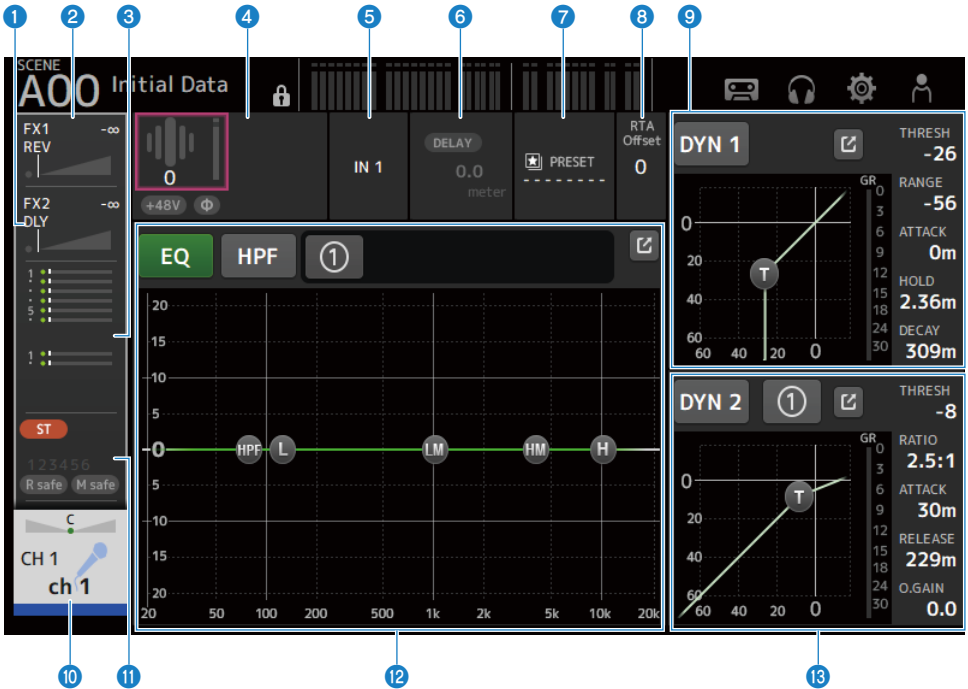 1 2 3 4 5 6 7 8 9
SCENE
A00 Initial Data
FX1 -∞
REV
FX2 -∞
DLY
1
5
1
ST
123456
R safe M safe
C
CH 1
ch 1
0
+48V Φ
IN 1
DELAY
0.0
meter
PRESET
--------
RTA
Offset
0
EQ HPF 1
20
15
10
5
0
5
10
15
20
HPF L LM HM H
20 50 100 200 500 1k 2k 5k 10k 20k
DYN 1
GR
0
3
6
9
12
15
18
24
30
0
20
40
60
T
60 40 20 0
THRESH
-26
RANGE
-56
ATTACK
0m
HOLD
2.36m
DECAY
309m
DYN 2 1
GR
0
3
6
9
12
15
18
24
30
0
20
40
60
T
60 40 20 0
THRESH
-8
RATIO
2.5:1
ATTACK
30m
RELEASE
229m
O.GAIN
0.0
10 11 12 13